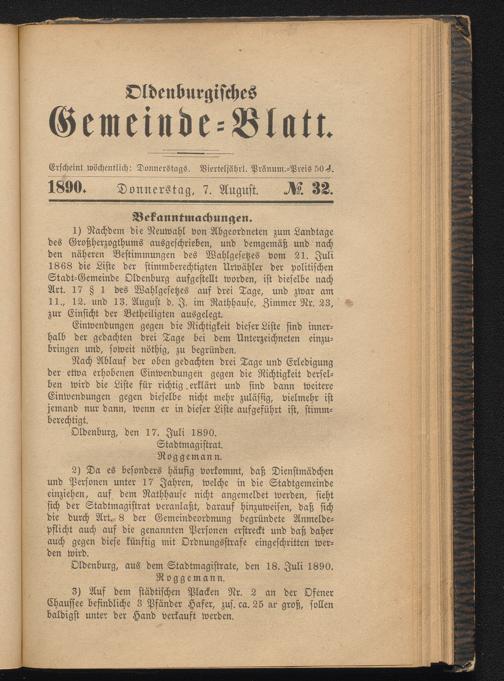 Oldenburgisches
Gemeinde-Blatt.
Erscheint wöchentlich: Donnerstags. Vierteljährl. Pränum.-Preis 50 ₰.
1890. Donnerstag, 7. August. №. 32.
Bekanntmachungen.
1) Nachdem die Neuwahl von Abgeordneten zum Landtage
des Großherzogthums ausgeschrieben, und demgemäß und nach
den näheren Bestimmungen des Wahlgesetzes vom 21. Juli
1868 die Liste der stimmberechtigten Urwähler der politischen
Stadt-Gemeinde Oldenburg aufgestellt worden, ist dieselbe nach
Art. 17 § 1 des Wahlgesetzes auf drei Tage, und zwar am
11., 12. und 13. August d. J. im Rathhause, Zimmer Nr. 23,
zur Einsicht der Betheiligten ausgelegt.
Einwendungen gegen die Richtigkeit dieser Liste sind inner-
halb der gedachten drei Tage bei dem Unterzeichneten einzu-
bringen und, soweit nöthig, zu begründen.
Nach Ablauf der oben gedachten drei Tage und Erledigung
der etwa erhobenen Einwendungen gegen die Richtigkeit dersel-
ben wird die Liste für richtig erklärt und sind dann weitere
Einwendungen gegen dieselbe nicht mehr zulässig, vielmehr ist
jemand nur dann, wenn er in dieser Liste aufgeführt ist, stimm-
berechtigt.
Oldenburg, den 17. Juli 1890.
Stadtmagistrat.
Roggemann.
2) Da es besonders häufig vorkommt, daß Dienstmädchen
und Personen unter 17 Jahren, welche in die Stadtgemeinde
einziehen, auf dem Rathhause nicht angemeldet werden, sieht
sich der Stadtmagistrat veranlaßt, darauf hinzuweisen, daß sich
die durch Art. 8 der Gemeindeordnung begründete Anmelde-
pflicht auch auf die genannten Personen erstreckt und daß daher
auch gegen diese künftig mit Ordnungsstrafe eingeschritten wer-
den wird.
Oldenburg, aus dem Stadtmagistrate, den 18. Juli 1890.
Roggemann.
3) Auf dem städtischen Placken Nr. 2 an der Ofener
Chaussee befindliche 3 Pfänder Hafer, zus. ca. 25 ar groß, sollen
baldigst unter der Hand verkauft werden.